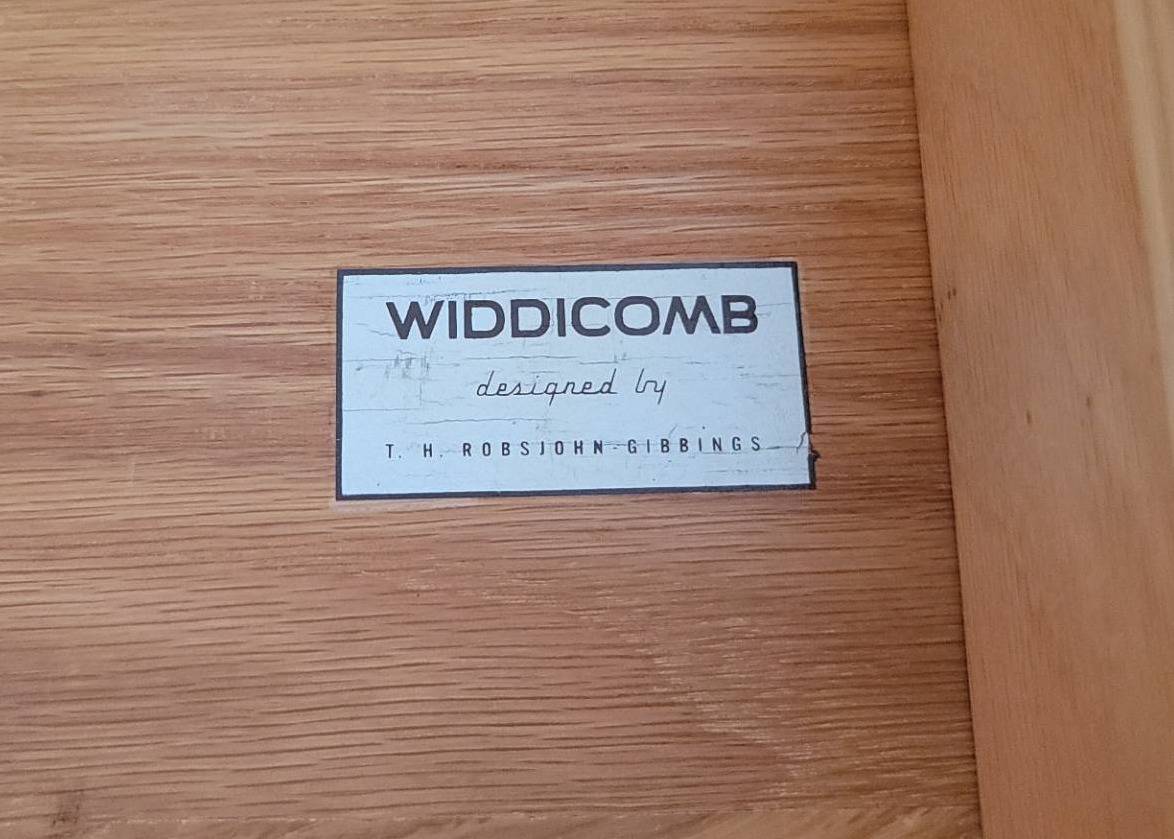 WIDDICOMB
designed by
T. H. ROBSJOHN-GIBBINGS